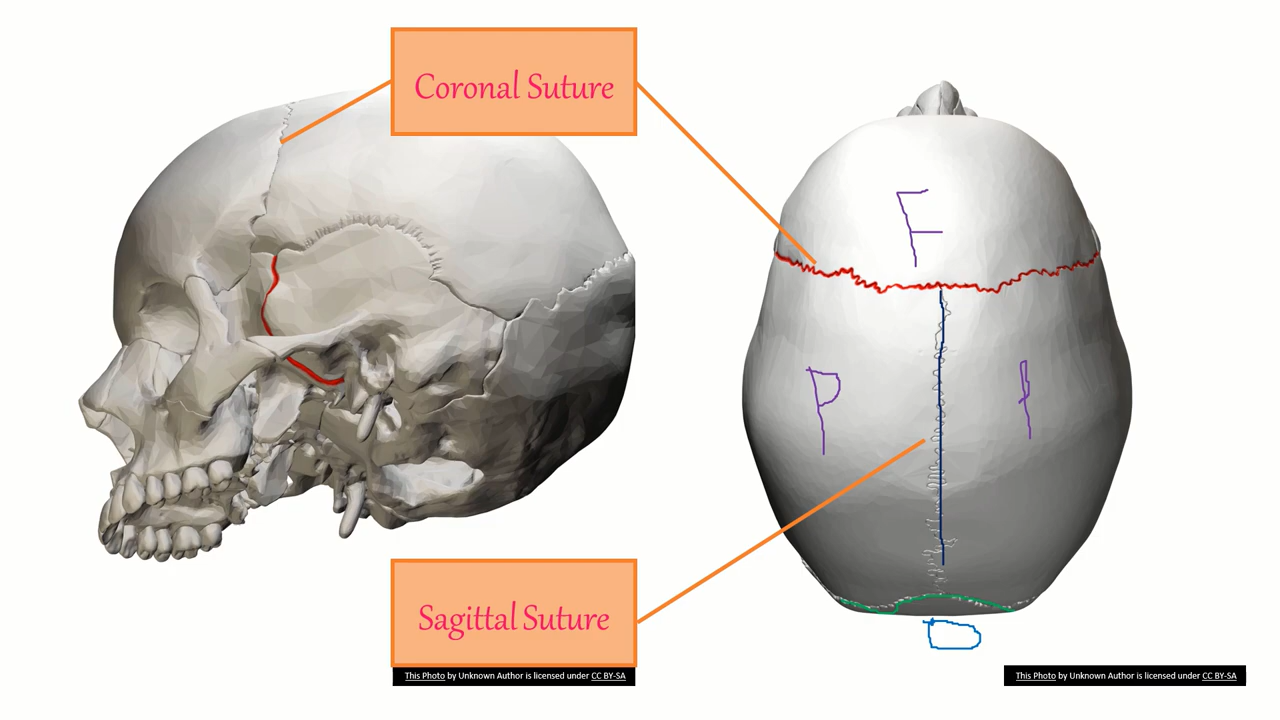 Coronal Suture
F
P
P
Sagittal Suture
This Photo by Unknown Author is licensed under CC BY-SA
This Photo by Unknown Author is licensed under CC BY-SA